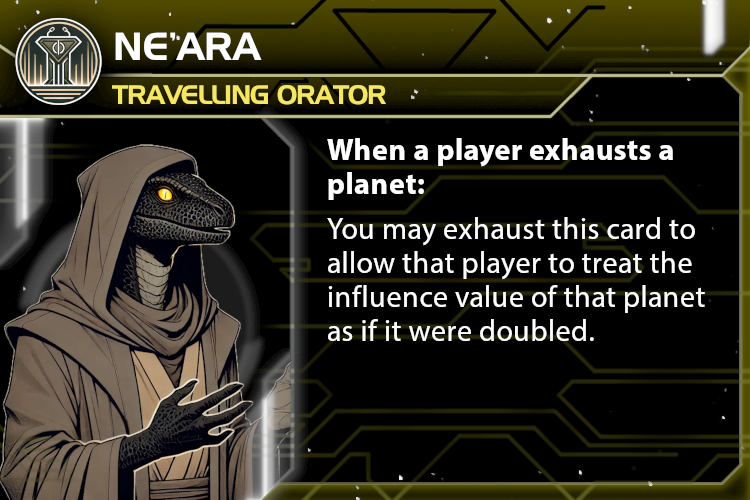 NE'ARA
TRAVELLING ORATOR
When a player exhausts a
planet:
You may exhaust this card to
allow that player to treat the
influence value of that planet
as if it were doubled.